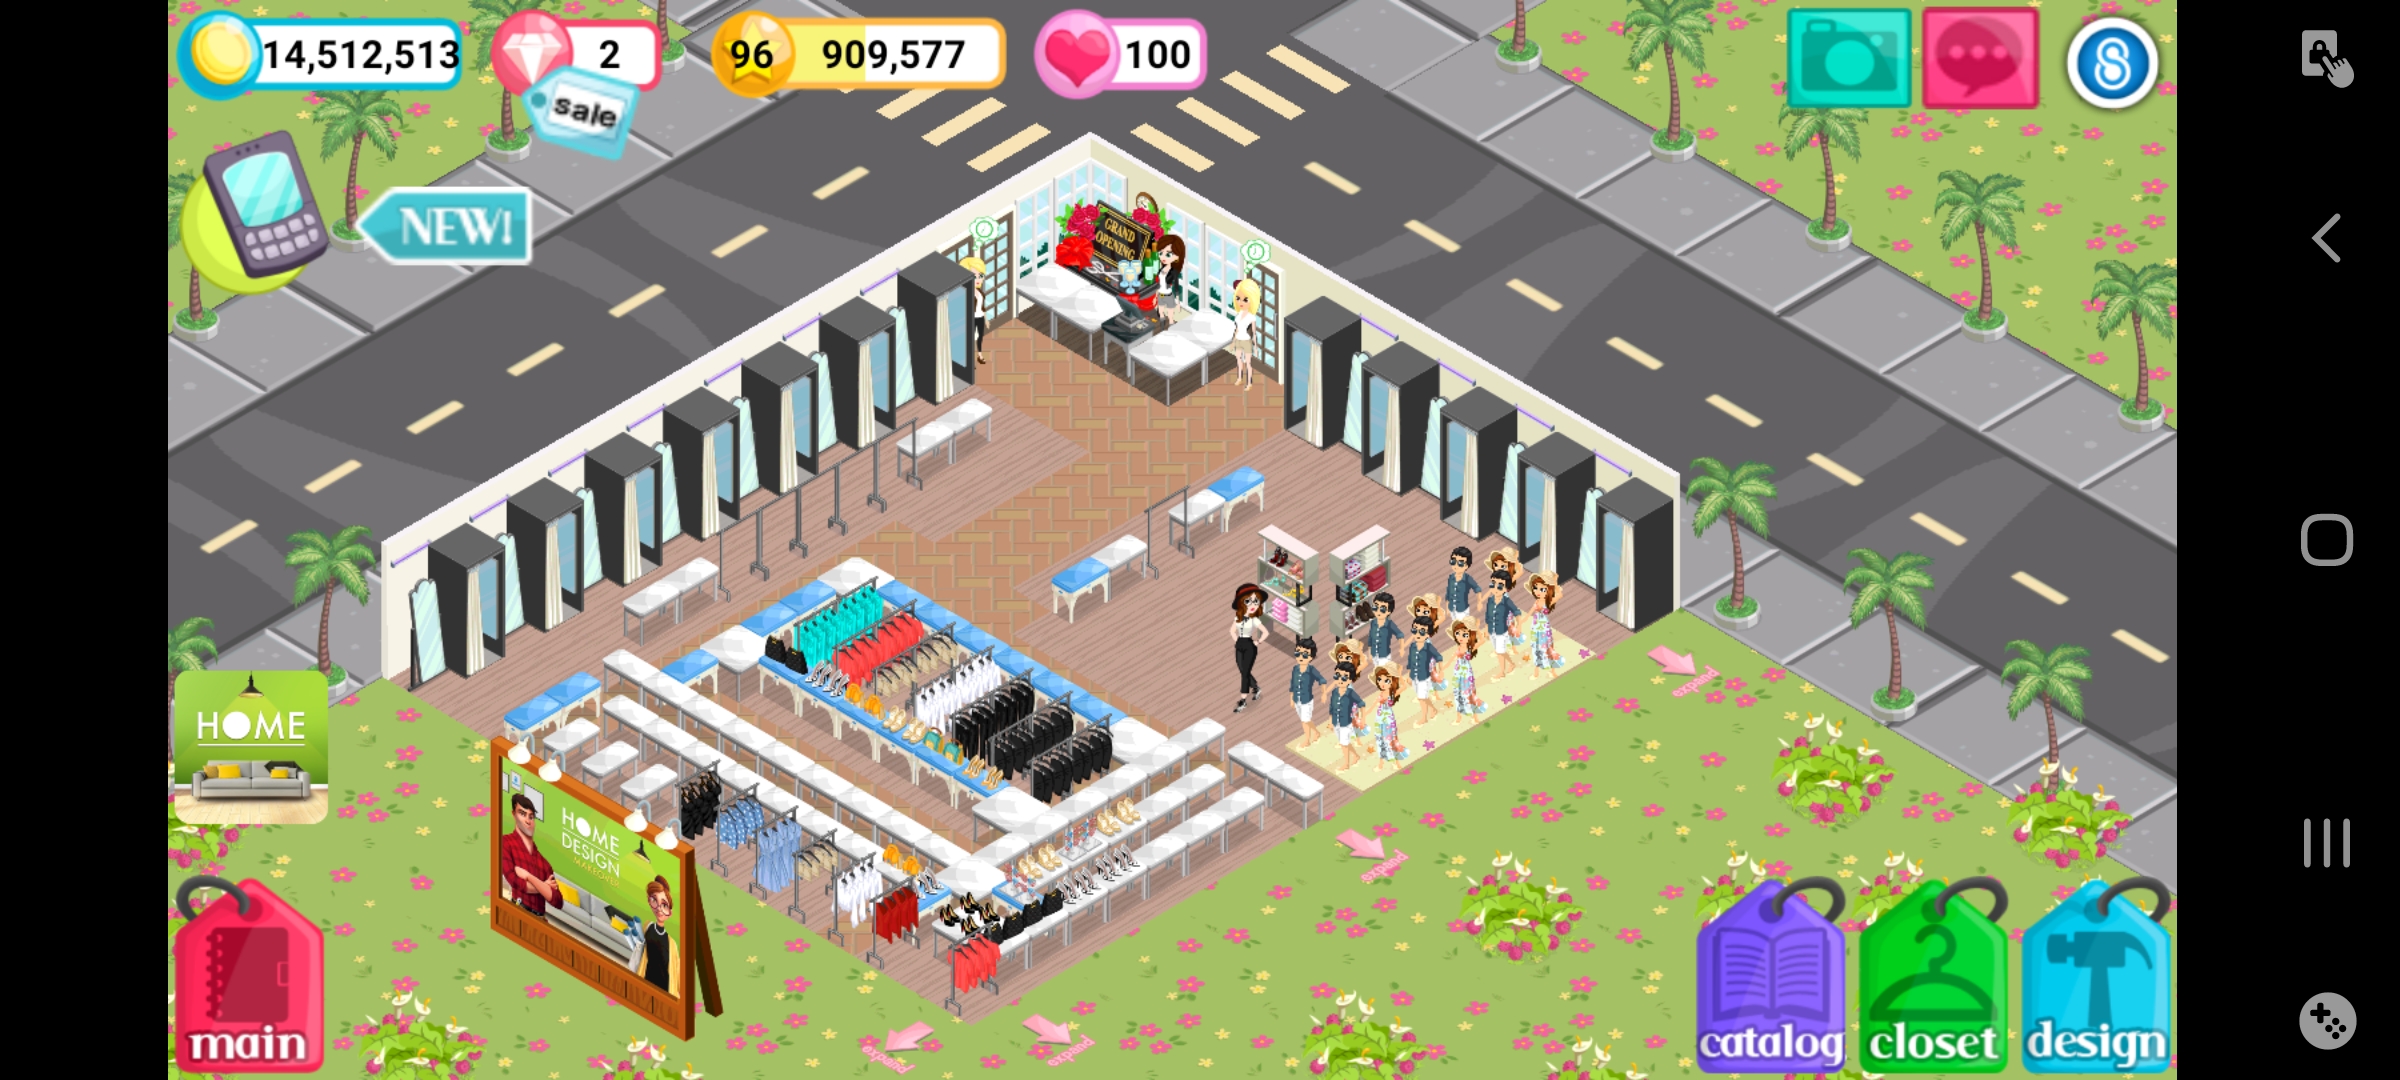 14,512,513
2
96
909,577
100
sale
NEW!
GRAND
OPENING
HOME
HOME
DESIGN
MAKEOVER
expand
expand
expand
expand
main
catalog
closet
design